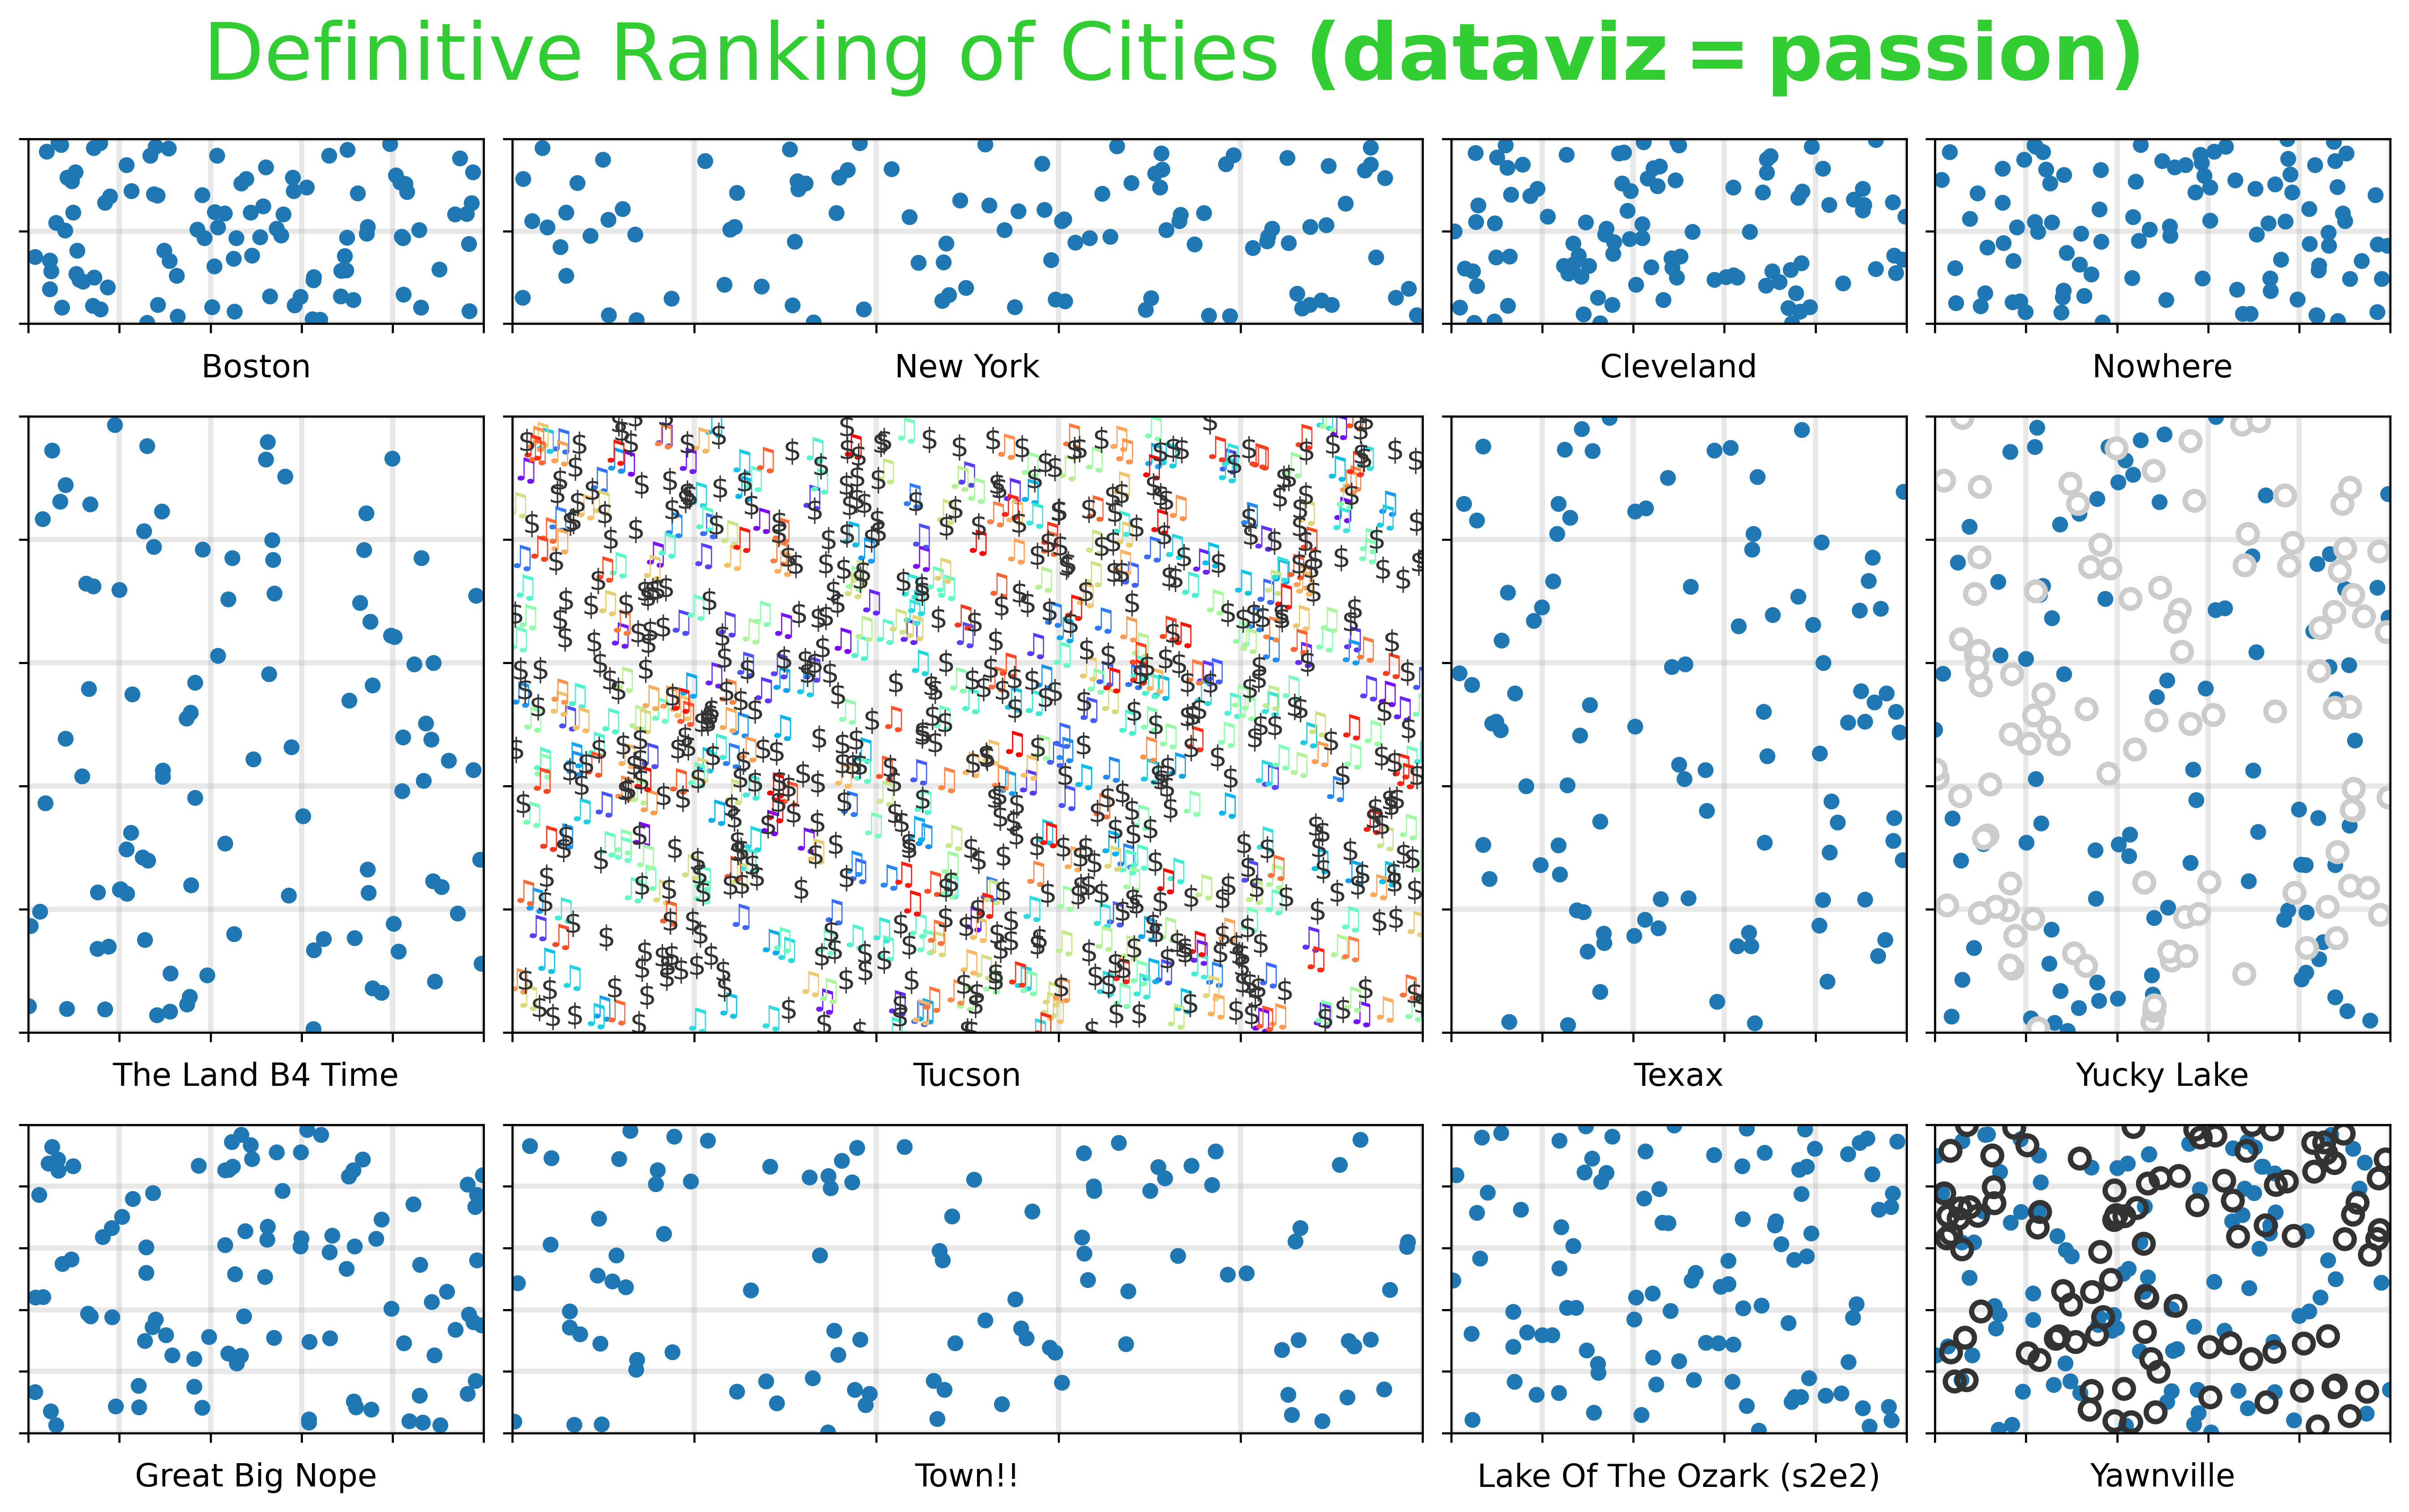 Definitive Ranking of Cities (dataviz = passion)
Boston
New York
Cleveland
Nowhere
The Land B4 Time
Tucson
Texax
Yucky Lake
Great Big Nope
Town!!
Lake Of The Ozark (s2e2)
Yawnville